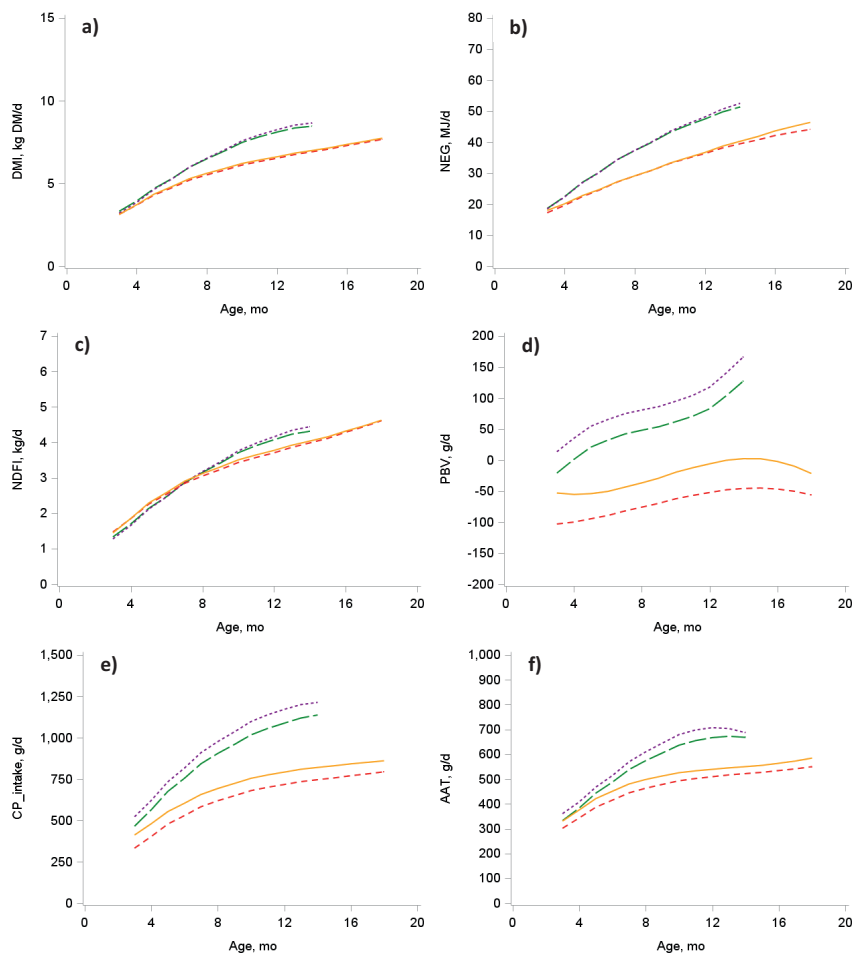 a)
15
10
5
0
DMI, kg DM/d
0 4 8 12 16 20
Age, mo
b)
80
70
60
50
40
30
20
10
0
NEG, MJ/d
0 4 8 12 16 20
Age, mo
c)
7
6
5
4
3
2
1
0
NDFI, kg/d
0 4 8 12 16 20
Age, mo
d)
200
150
100
50
0
-50
-100
-150
-200
PBV, g/d
0 4 8 12 16 20
Age, mo
e)
1,500
1,250
1,000
750
500
250
0
CP_intake, g/d
0 4 8 12 16 20
Age, mo
f)
1,000
900
800
700
600
500
400
300
200
100
0
AAT, g/d
0 4 8 12 16 20
Age, mo